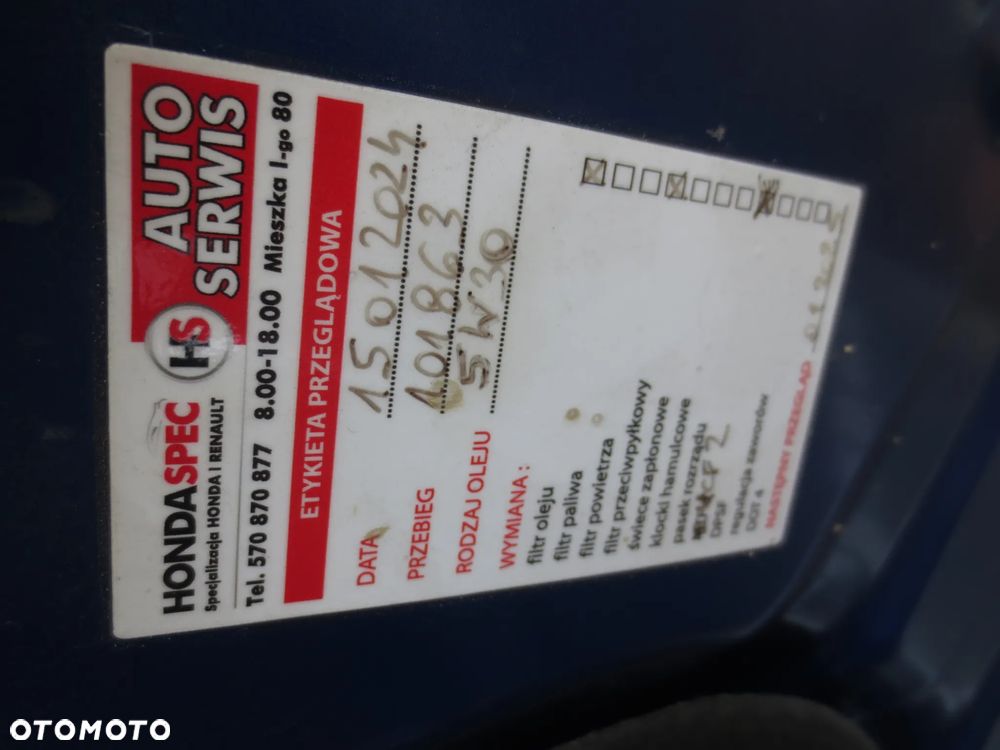 HONDASPEC HS AUTO SERWIS
Specjalizacja HONDA I RENAULT
Tel. 570 870 877 8.00-18.00 Mieszka I-go 80
ETYKIETA PRZEGLĄDOWA
DATA 15 01 2024
PRZEBIEG 101863
RODZAJ OLEJU 5W30
WYMIANA:
filtr oleju
filtr paliwa
filtr powietrza
filtr przeciwpyłkowy
świece zapłonowe
klocki hamulcowe
pasek rozrządu
DPSF
regulacja zaworów
DOT 4
NASTĘPNY PRZEGLĄD
OTOMOTO